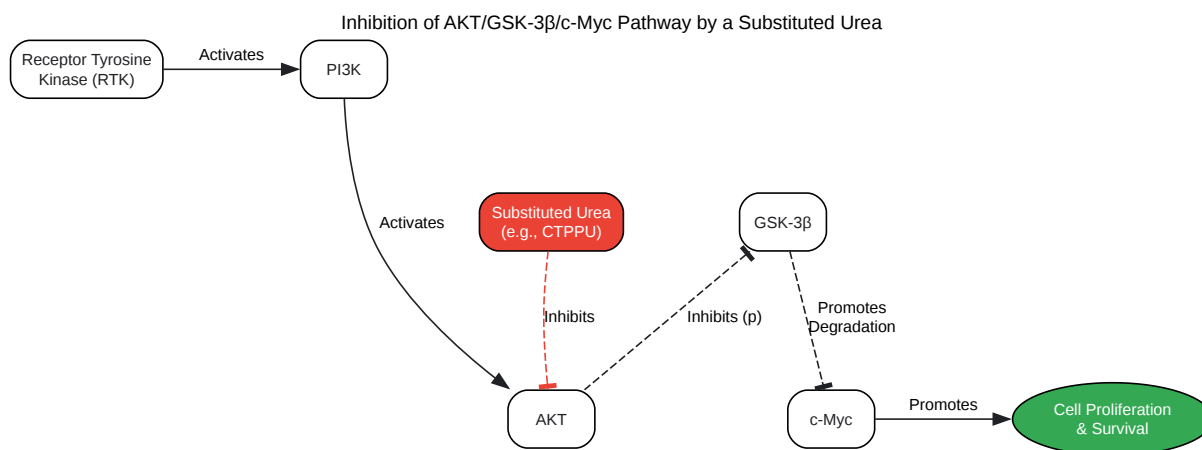 Inhibition of AKT/GSK-3β/c-Myc Pathway by a Substituted Urea
Receptor Tyrosine
Kinase (RTK)
Activates
PI3K
Activates
Substituted Urea
(e.g., CTPPU)
GSK-3β
Inhibits
Inhibits (p)
Promotes
Degradation
AKT
c-Myc
Promotes
Cell Proliferation
& Survival